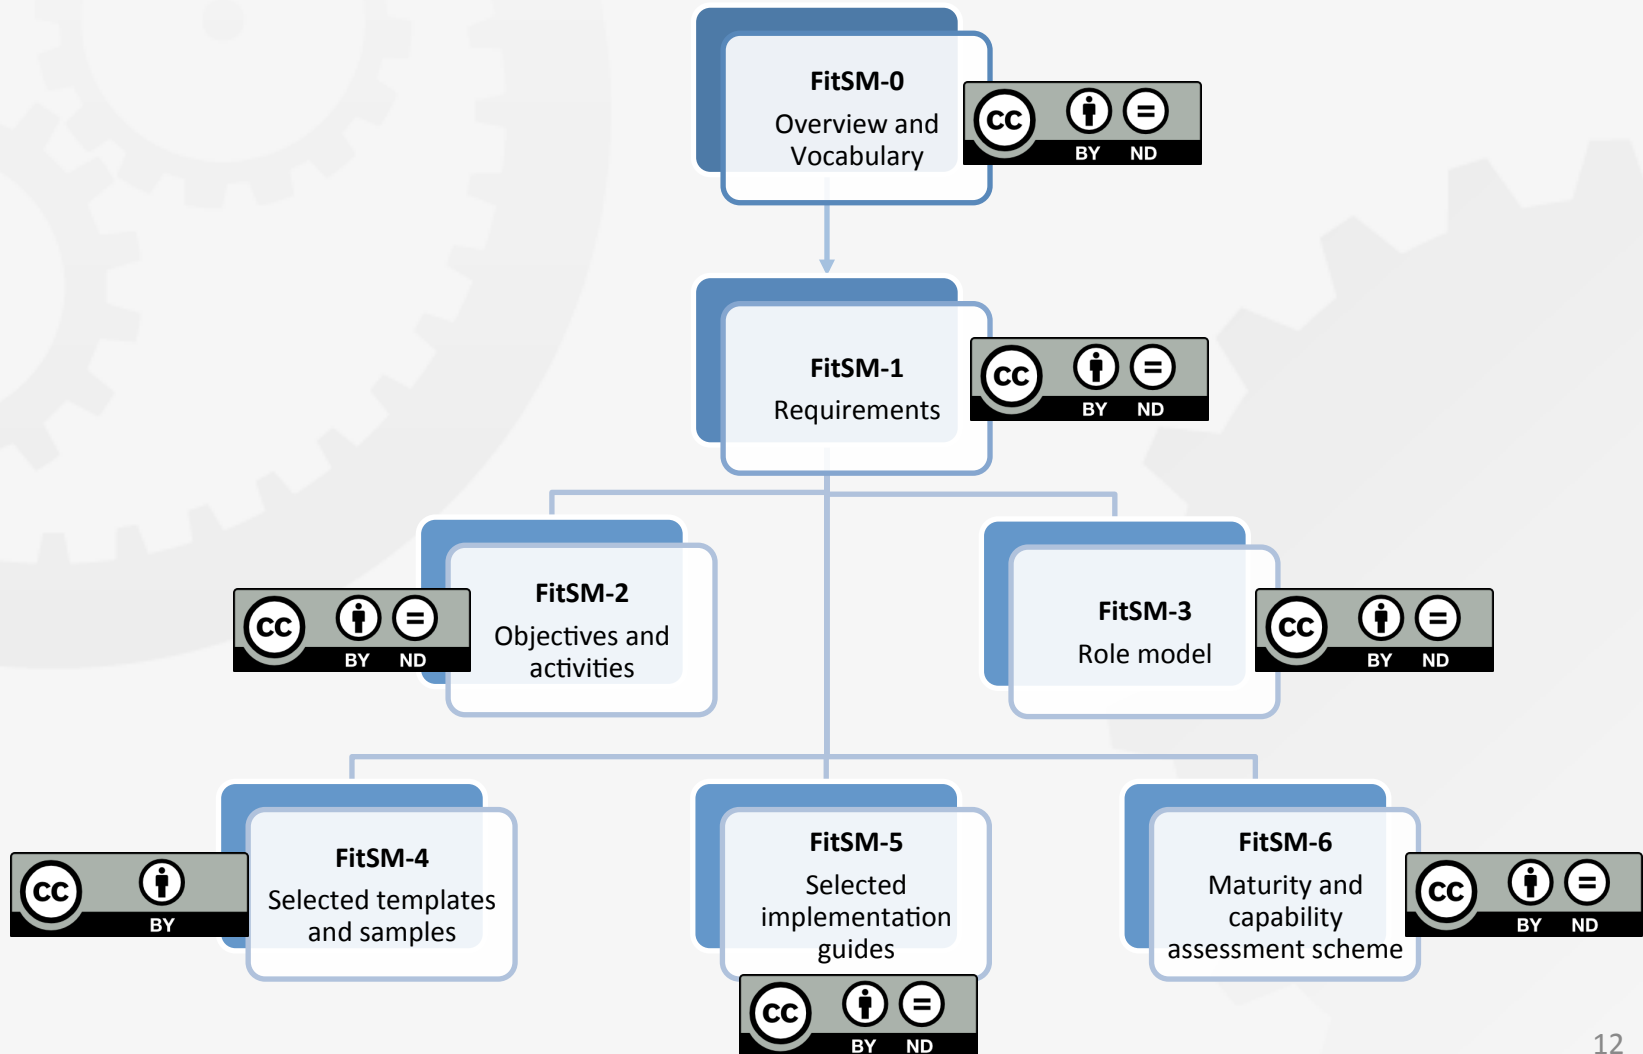 FitSM-0
Overview and
Vocabulary
CC
=
BY ND
FitSM-1
Requirements
CC
=
BY ND
FitSM-2
Objectives and
activities
CC
=
BY ND
FitSM-3
Role model
CC
=
BY ND
FitSM-4
Selected templates
and samples
CC
BY
FitSM-5
Selected
implementation
guides
CC
=
BY ND
FitSM-6
Maturity and
capability
assessment scheme
CC
=
BY ND
12